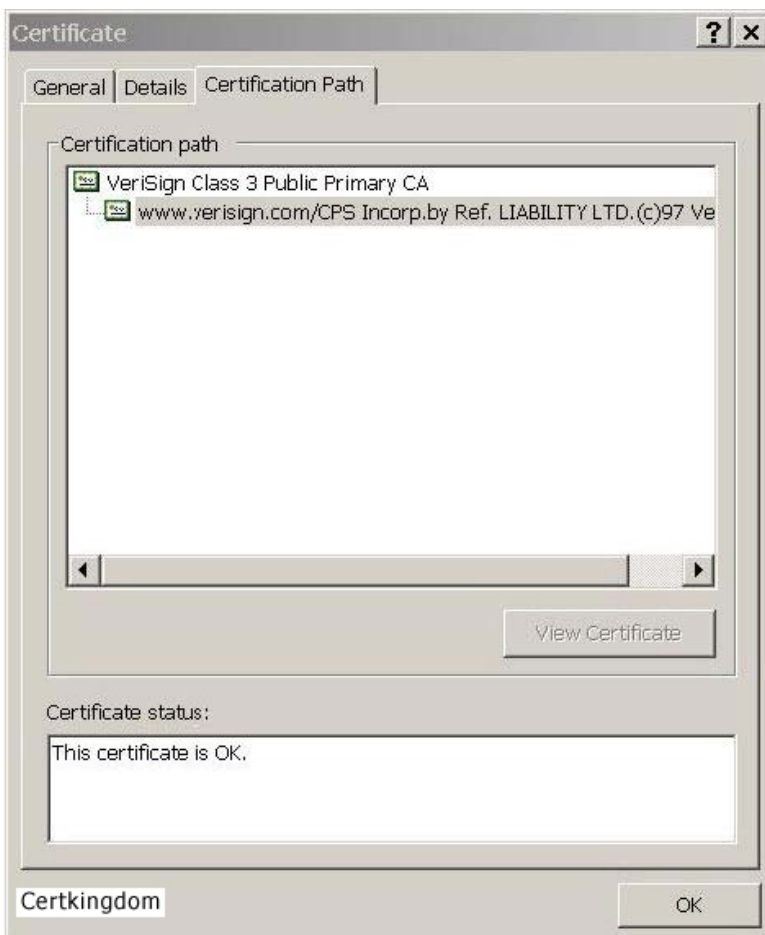 Certificate
? ×
General
Details
Certification Path
Certification path
VeriSign Class 3 Public Primary CA
www.verisign.com/CPS Incorp.by Ref. LIABILITY LTD.(c)97 Ve
View Certificate
Certificate status:
This certificate is OK.
Certkingdom
OK